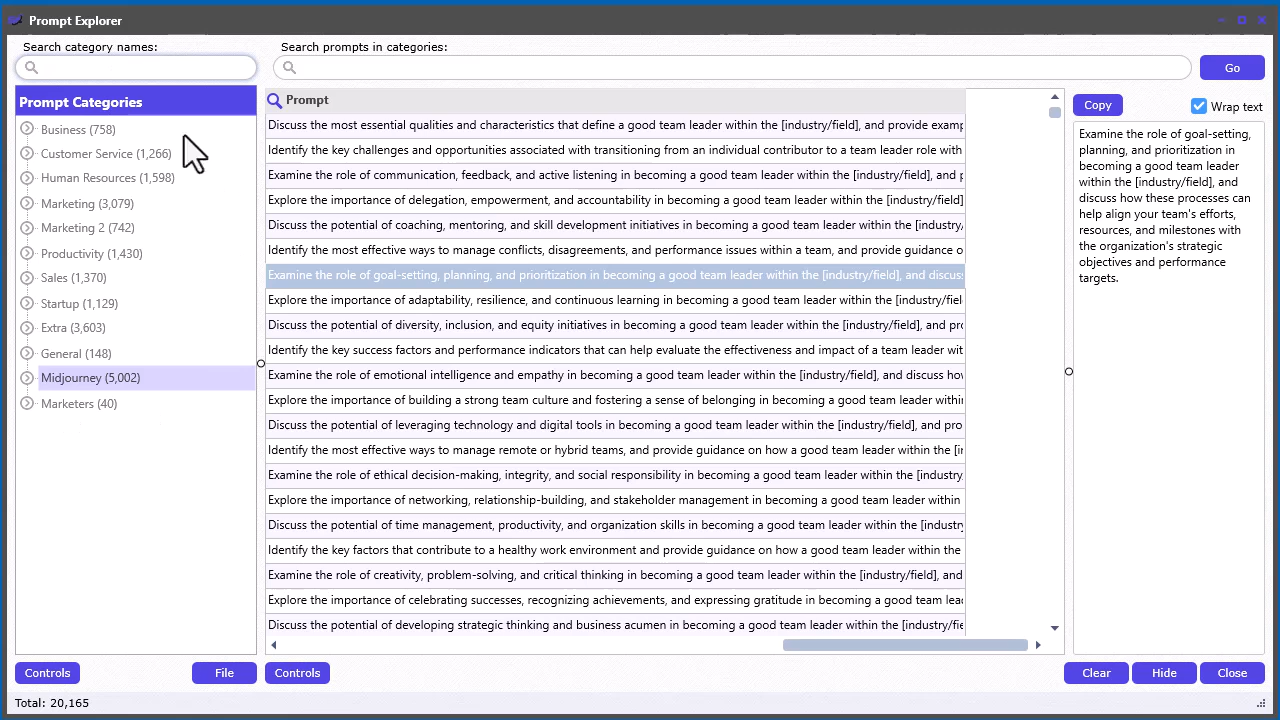 Prompt Explorer
Search category names:
Search prompts in categories:
Go
Prompt Categories
Business (758)
Customer Service (1,266)
Human Resources (1,598)
Marketing (3,079)
Marketing 2 (742)
Productivity (1,430)
Sales (1,370)
Startup (1,129)
Extra (3,603)
General (148)
Midjourney (5,002)
Marketers (40)
Prompt
Discuss the most essential qualities and characteristics that define a good team leader within the [industry/field], and provide examp
Identify the key challenges and opportunities associated with transitioning from an individual contributor to a team leader role with
Examine the role of communication, feedback, and active listening in becoming a good team leader within the [industry/field], and p
Explore the importance of delegation, empowerment, and accountability in becoming a good team leader within the [industry/field]
Discuss the potential of coaching, mentoring, and skill development initiatives in becoming a good team leader within the [industry/
Identify the most effective ways to manage conflicts, disagreements, and performance issues within a team, and provide guidance o
Examine the role of goal-setting, planning, and prioritization in becoming a good team leader within the [industry/field], and discus
Explore the importance of adaptability, resilience, and continuous learning in becoming a good team leader within the [industry/fiel
Discuss the potential of diversity, inclusion, and equity initiatives in becoming a good team leader within the [industry/field], and pro
Identify the key success factors and performance indicators that can help evaluate the effectiveness and impact of a team leader wit
Examine the role of emotional intelligence and empathy in becoming a good team leader within the [industry/field], and discuss how
Explore the importance of building a strong team culture and fostering a sense of belonging in becoming a good team leader within
Discuss the potential of leveraging technology and digital tools in becoming a good team leader within the [industry/field], and pro
Identify the most effective ways to manage remote or hybrid teams, and provide guidance on how a good team leader within the [in
Examine the role of ethical decision-making, integrity, and social responsibility in becoming a good team leader within the [industry
Explore the importance of networking, relationship-building, and stakeholder management in becoming a good team leader within
Discuss the potential of time management, productivity, and organization skills in becoming a good team leader within the [industry
Identify the key factors that contribute to a healthy work environment and provide guidance on how a good team leader within the
Examine the role of creativity, problem-solving, and critical thinking in becoming a good team leader within the [industry/field], and
Explore the importance of celebrating successes, recognizing achievements, and expressing gratitude in becoming a good team lead
Discuss the potential of developing strategic thinking and business acumen in becoming a good team leader within the [industry/fie
Copy
Wrap text
Examine the role of goal-setting,
planning, and prioritization in
becoming a good team leader
within the [industry/field], and
discuss how these processes can
help align your team's efforts,
resources, and milestones with
the organization's strategic
objectives and performance
targets.
Controls
File
Controls
Clear
Hide
Close
Total: 20,165